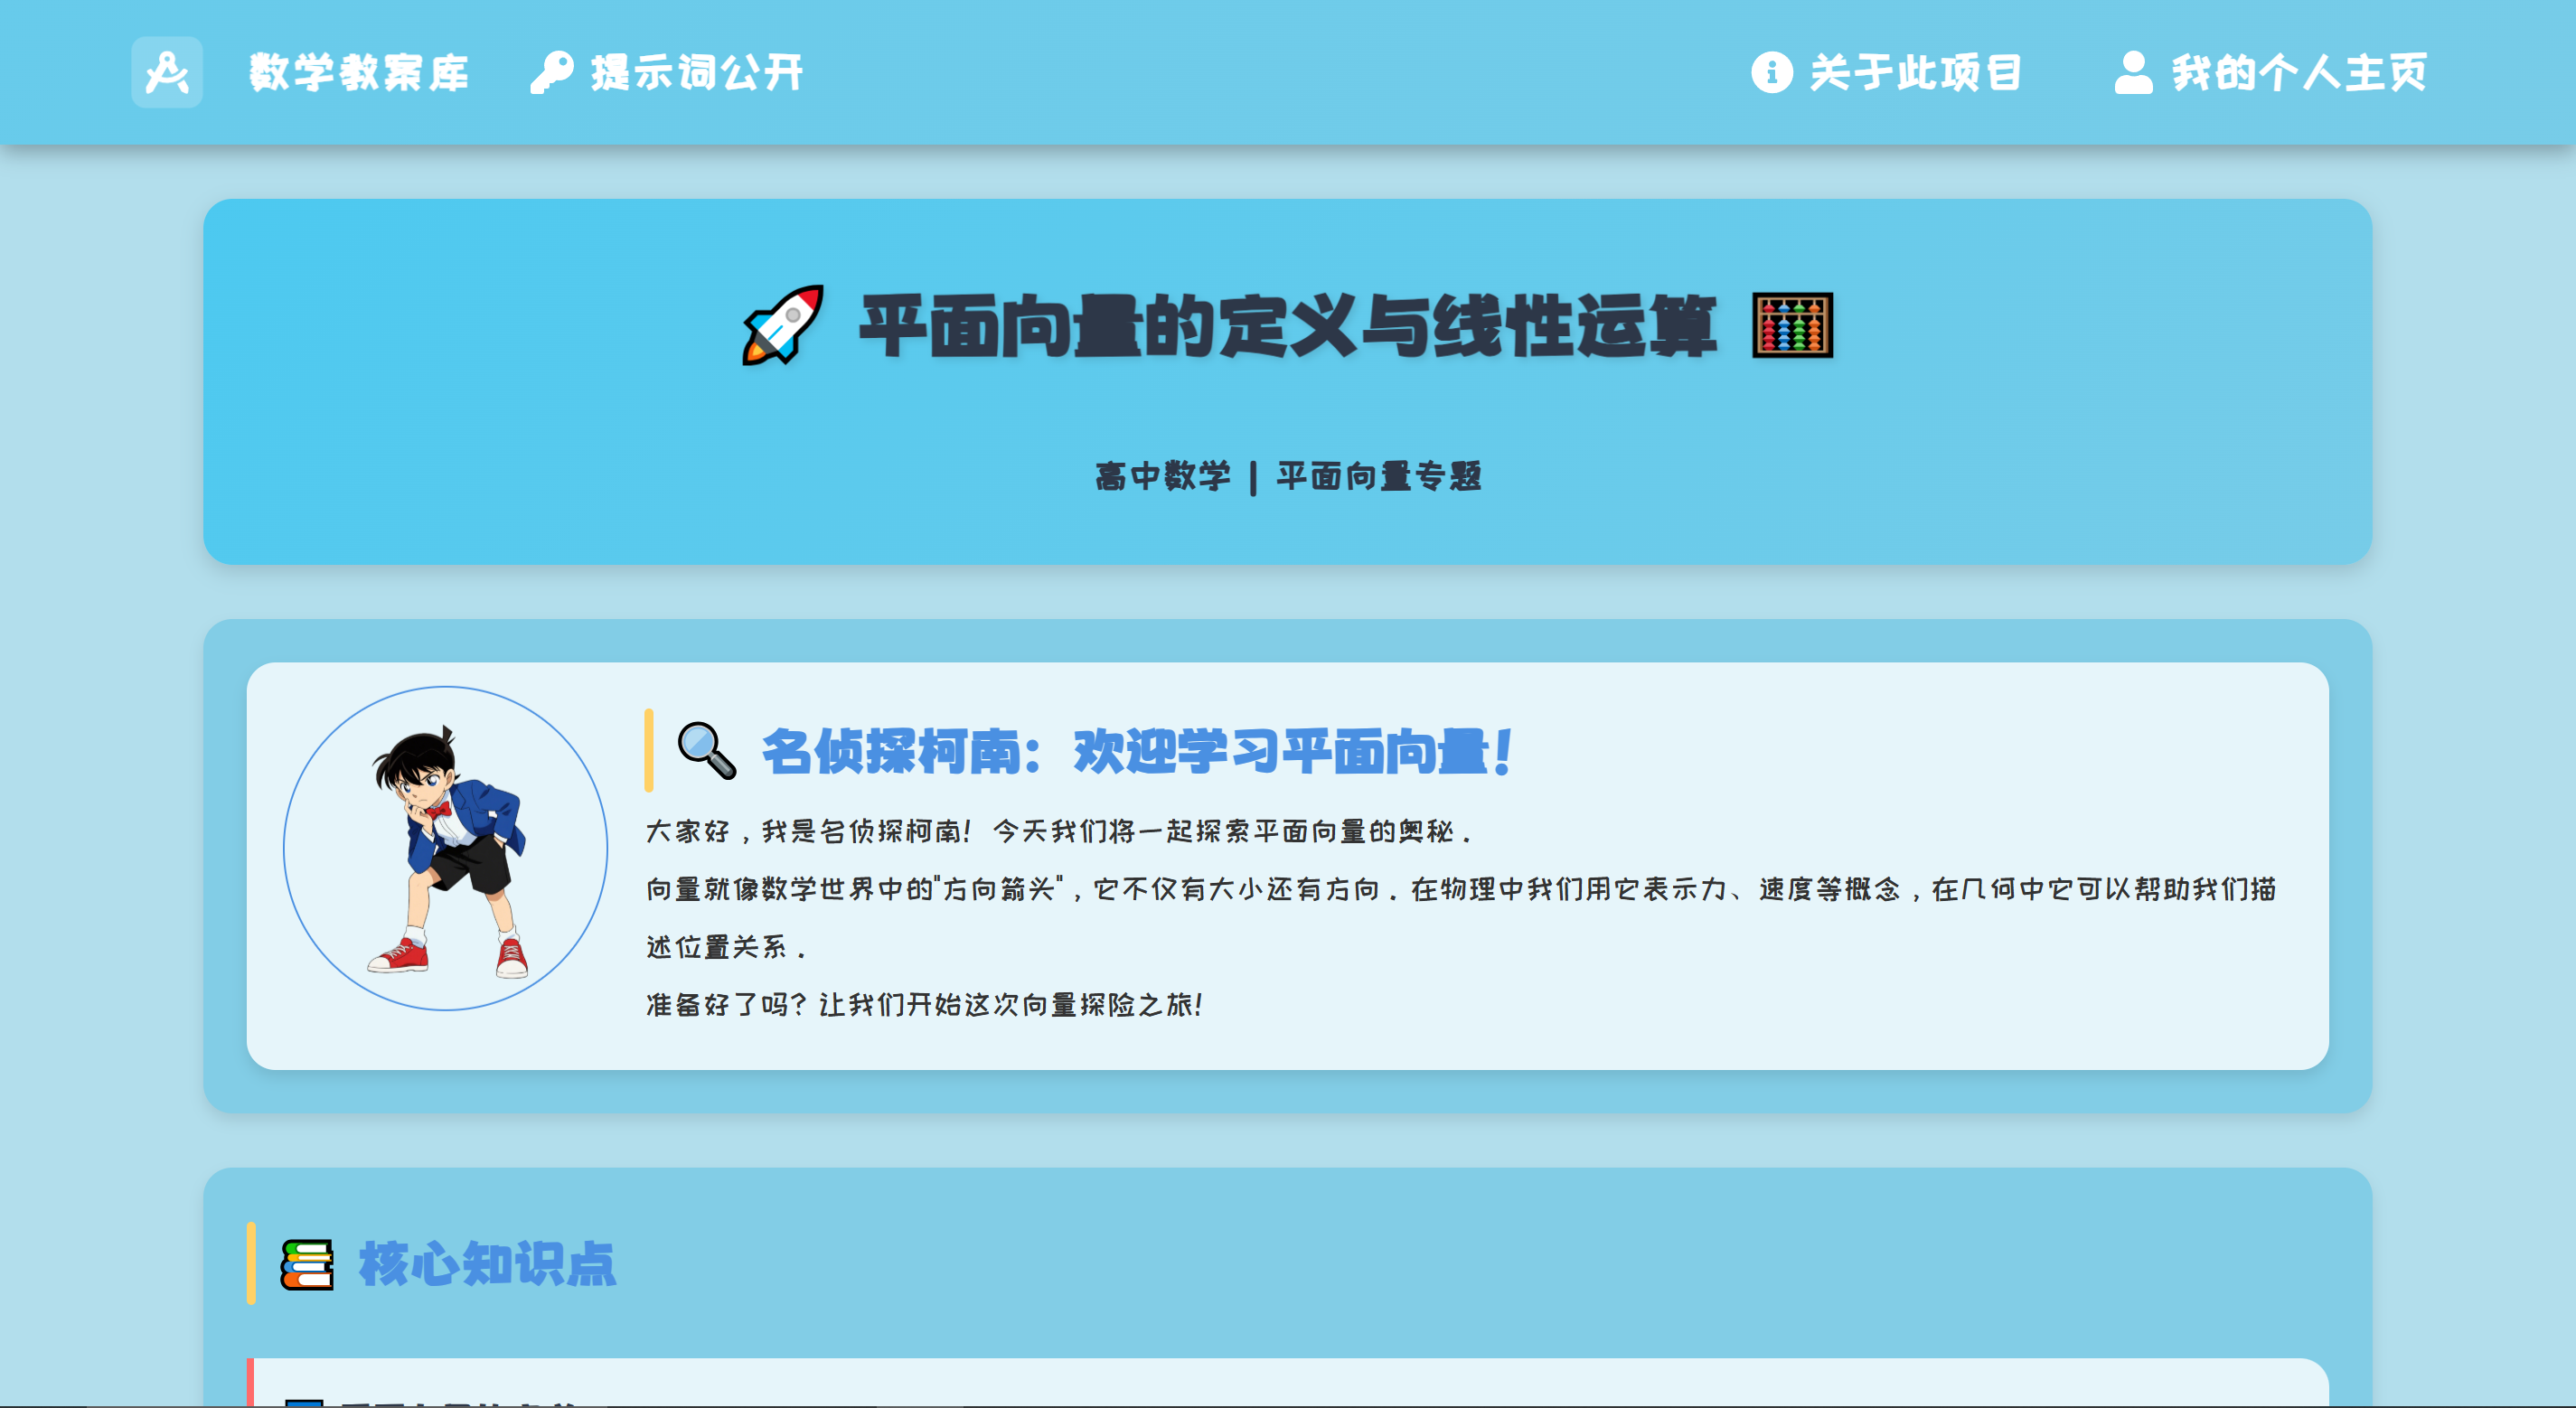 数学教案库
提示词公开
关于此项目
我的个人主页
平面向量的定义与线性运算
高中数学 | 平面向量专题
名侦探柯南：欢迎学习平面向量！
大家好，我是名侦探柯南！今天我们将一起探索平面向量的奥秘．
向量就像数学世界中的"方向箭头"，它不仅有大小还有方向．在物理中我们用它表示力、速度等概念，在几何中它可以帮助我们描
述位置关系．
准备好了吗？让我们开始这次向量探险之旅！
核心知识点